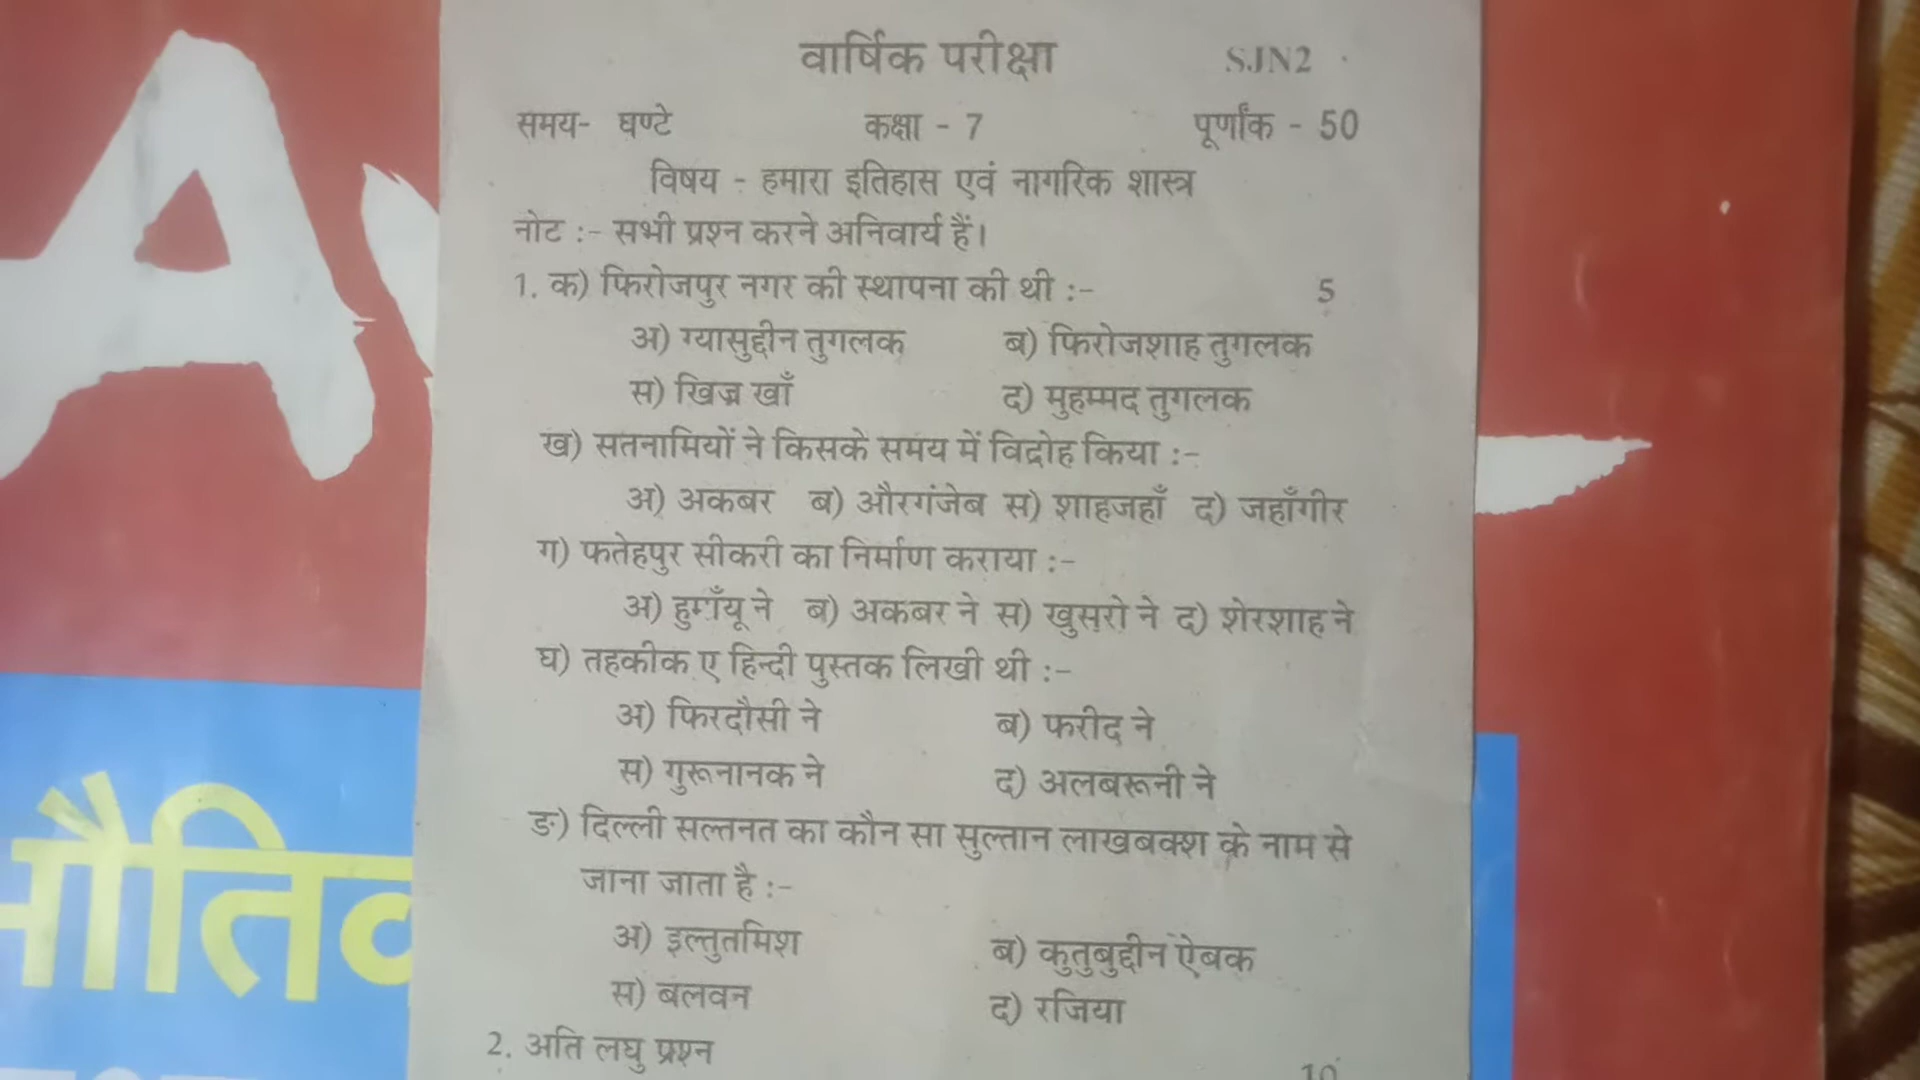 वार्षिक परीक्षा SJN2
समय- घण्टे कक्षा - 7 पूर्णांक - 50
विषय - हमारा इतिहास एवं नागरिक शास्त्र
नोट :- सभी प्रश्न करने अनिवार्य हैं।
1. क) फिरोजपुर नगर की स्थापना की थी :- 5
अ) ग्यासुद्दीन तुगलक ब) फिरोजशाह तुगलक
स) खिज्र खाँ द) मुहम्मद तुगलक
ख) सतनामियों ने किसके समय में विद्रोह किया :-
अ) अकबर ब) औरगंजेब स) शाहजहाँ द) जहाँगीर
ग) फतेहपुर सीकरी का निर्माण कराया :-
अ) हुमाँयू ने ब) अकबर ने स) खुसरो ने द) शेरशाह ने
घ) तहकीक ए हिन्दी पुस्तक लिखी थी :-
अ) फिरदौसी ने ब) फरीद ने
स) गुरूनानक ने द) अलबरूनी ने
ङ) दिल्ली सल्तनत का कौन सा सुल्तान लाखबक्श के नाम से
जाना जाता है :-
अ) इल्तुतमिश ब) कुतुबुद्दीन ऐबक
स) बलवन द) रजिया
2. अति लघु प्रश्न 10